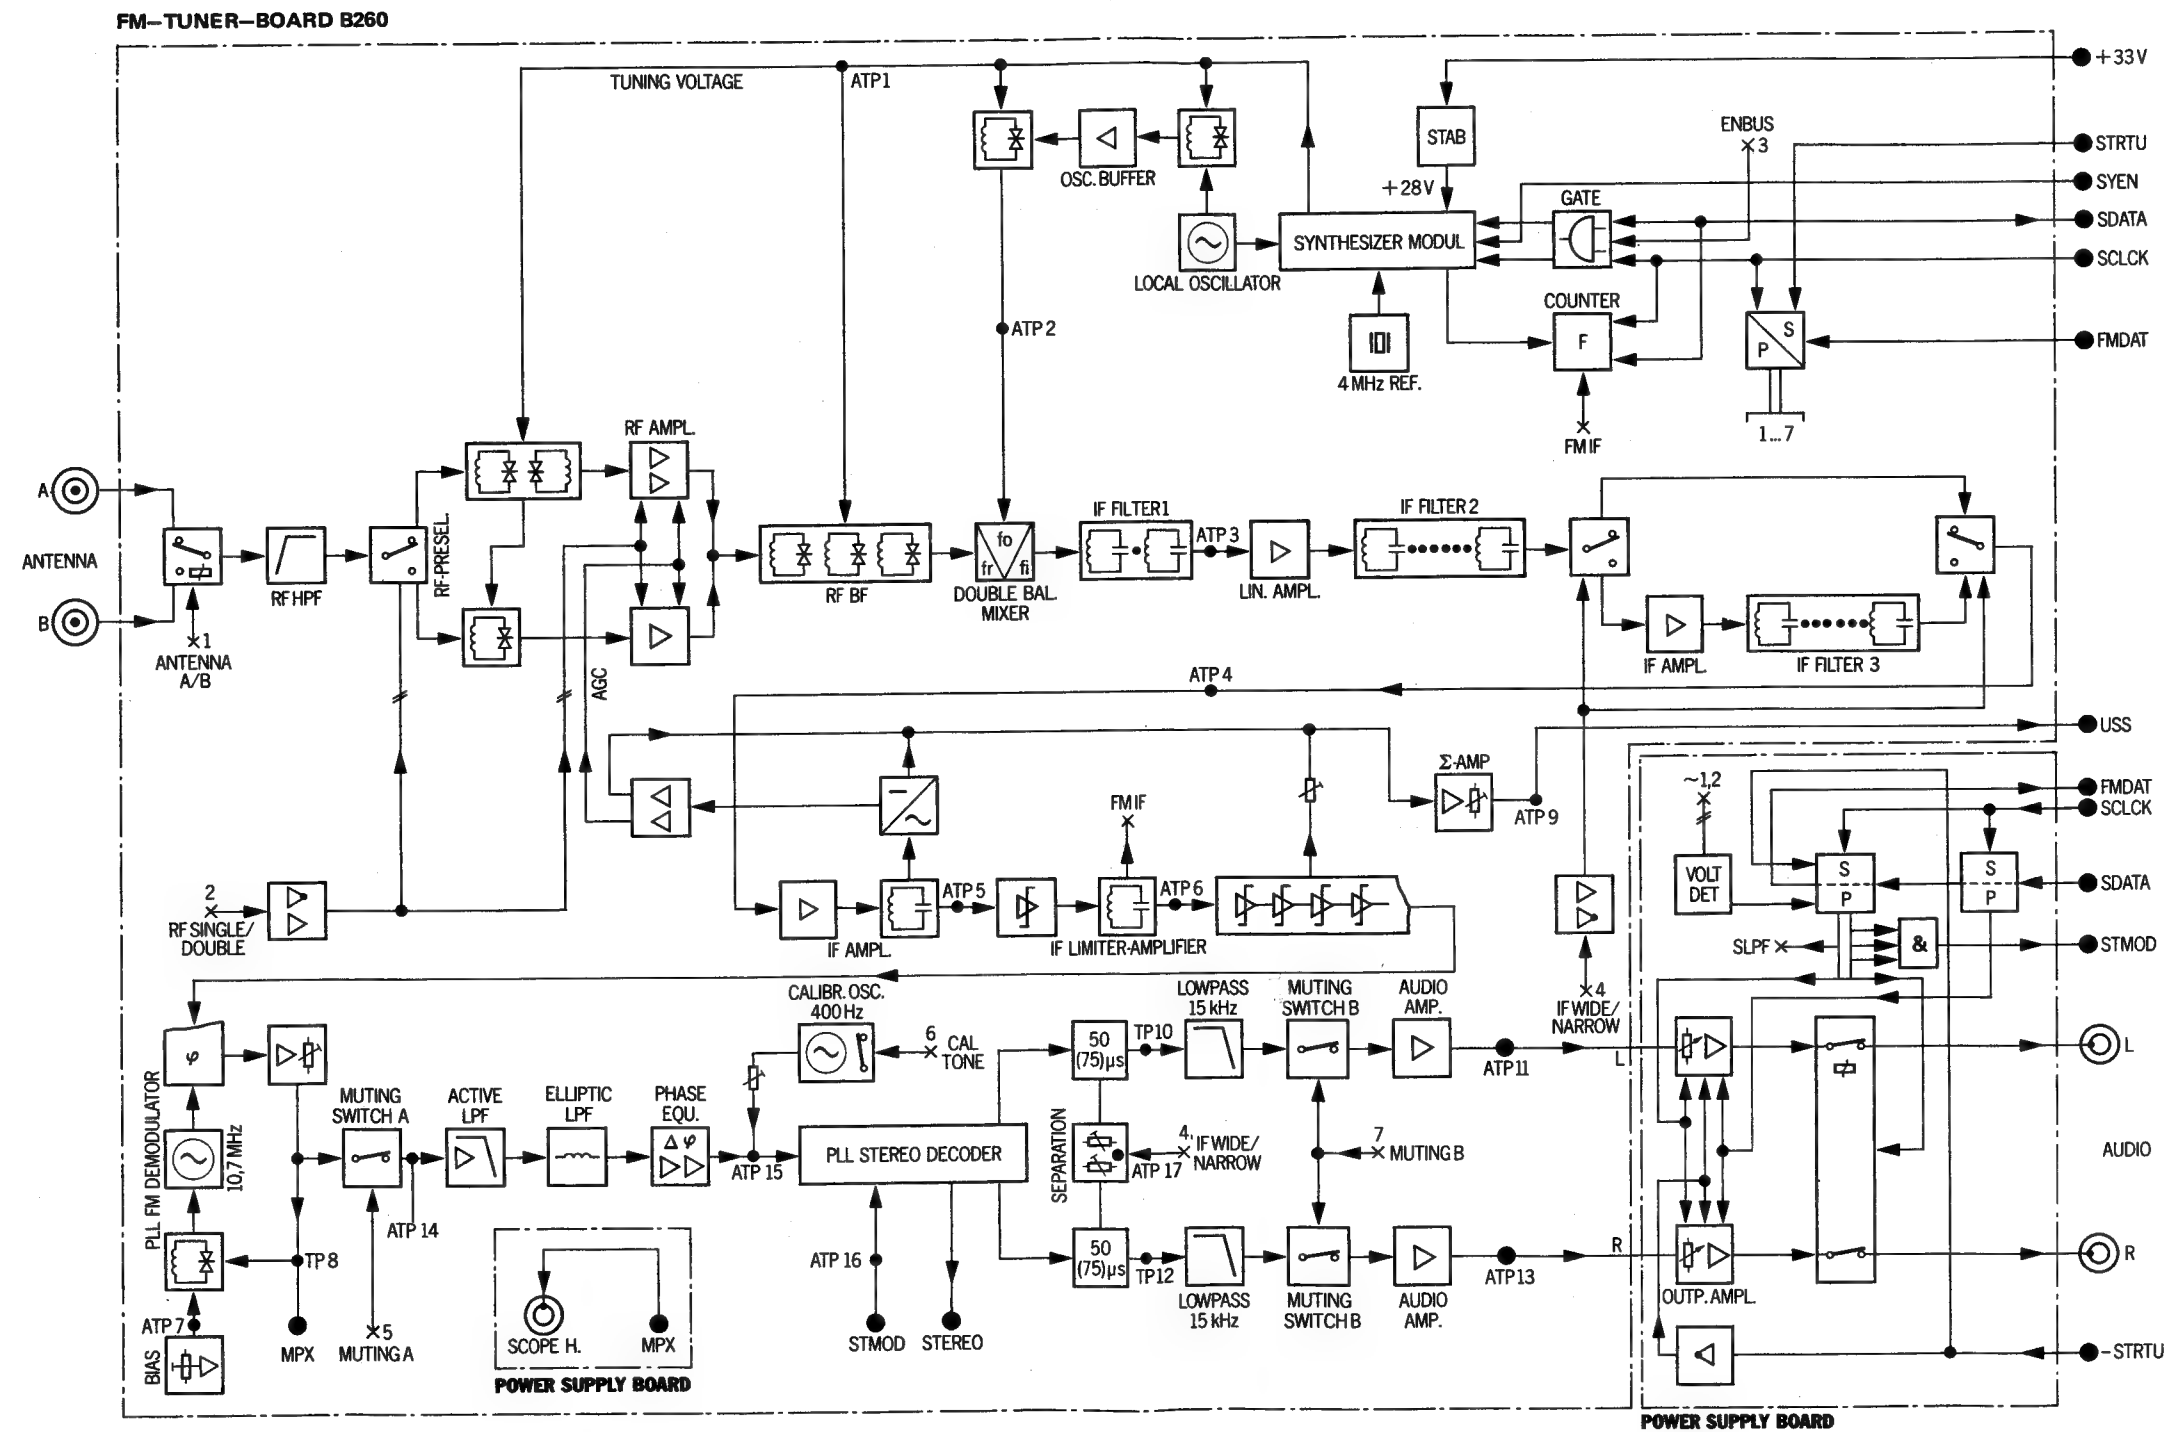 FM–TUNER–BOARD B260
TUNING VOLTAGE
ATP1
+33V
STAB
+28V
ENBUS
3
STRTU
SYEN
GATE
SDATA
SCLCK
OSC. BUFFER
SYNTHESIZER MODUL
LOCAL OSCILLATOR
ATP 2
4 MHz REF.
COUNTER
F
FM IF
S
P
1...7
FMDAT
A
ANTENNA
B
1
ANTENNA
A/B
RF HPF
RF-PRESEL.
RF AMPL.
AGC
RF BF
fo
fr
fi
DOUBLE BAL.
MIXER
IF FILTER 1
ATP 3
LIN. AMPL.
IF FILTER 2
IF AMPL.
IF FILTER 3
ATP 4
USS
Σ-AMP
ATP 9
2
RF SINGLE/
DOUBLE
IF AMPL.
ATP 5
FM IF
IF LIMITER-AMPLIFIER
ATP 6
4
IF WIDE/
NARROW
~1,2
VOLT
DET
S
P
S
P
&
SLPF
FMDAT
SCLCK
SDATA
STMOD
φ
PLL FM DEMODULATOR
10,7 MHz
MUTING
SWITCH A
ACTIVE
LPF
ELLIPTIC
LPF
PHASE
EQU.
Δ φ
CALIBR. OSC.
400 Hz
6
CAL
TONE
ATP 15
PLL STEREO DECODER
50
(75)µs
TP10
LOWPASS
15 kHz
MUTING
SWITCH B
AUDIO
AMP.
ATP11
L
L
SEPARATION
4
IF WIDE/
NARROW
ATP 17
7
MUTING B
AUDIO
ATP 14
TP 8
ATP 7
BIAS
MPX
5
MUTING A
SCOPE H.
MPX
POWER SUPPLY BOARD
ATP 16
STMOD
STEREO
50
(75)µs
TP12
LOWPASS
15 kHz
MUTING
SWITCH B
AUDIO
AMP.
ATP13
R
R
OUTP. AMPL.
-STRTU
POWER SUPPLY BOARD